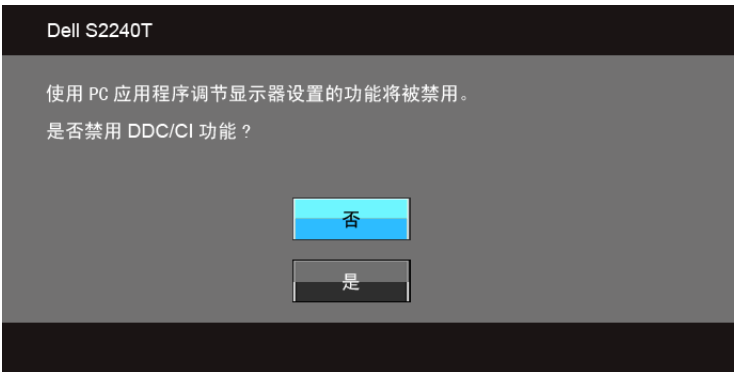 Dell S2240T
使用 PC 应用程序调节显示器设置的功能将被禁用。
是否禁用 DDC/CI 功能？
否
是